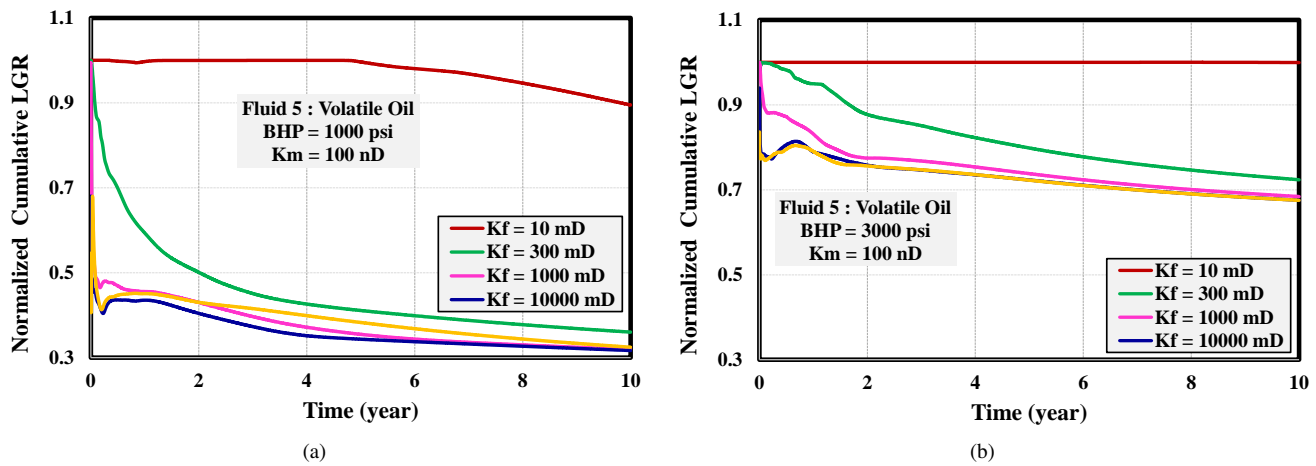 1.1
0.9
0.7
0.5
0.3
Normalized Cumulative LGR
Fluid 5 : Volatile Oil
BHP = 1000 psi
Km = 100 nD
Kf = 10 mD
Kf = 300 mD
Kf = 1000 mD
Kf = 10000 mD
0 2 4 6 8 10
Time (year)
(a)
1.1
0.9
0.7
0.5
0.3
Normalized Cumulative LGR
Fluid 5 : Volatile Oil
BHP = 3000 psi
Km = 100 nD
Kf = 10 mD
Kf = 300 mD
Kf = 1000 mD
Kf = 10000 mD
0 2 4 6 8 10
Time (year)
(b)